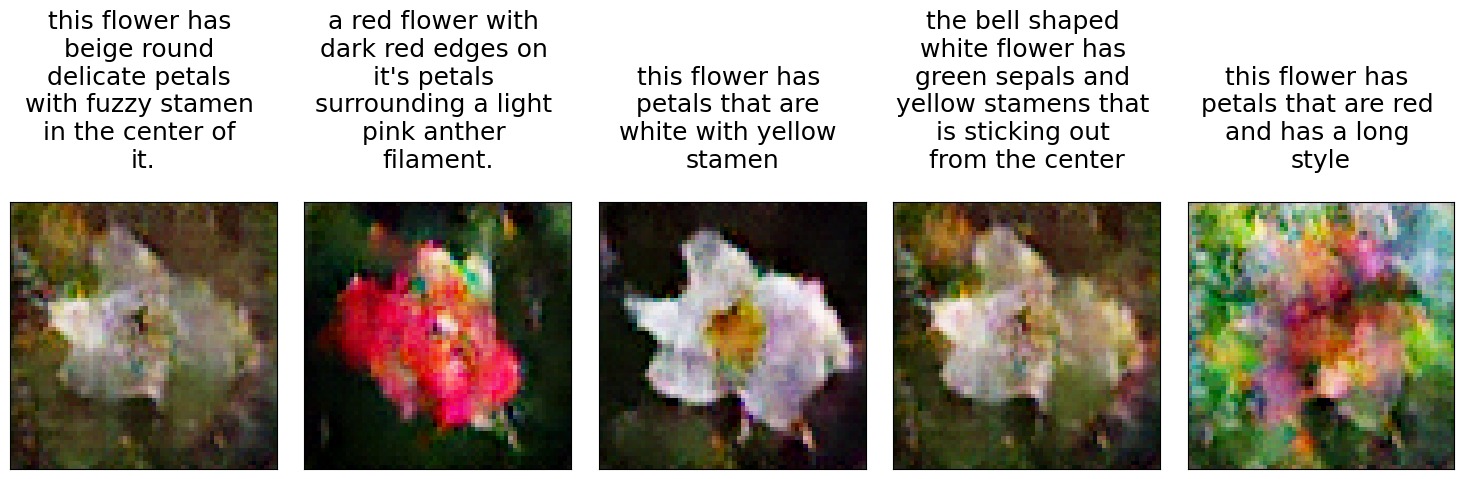 this flower has
beige round
delicate petals
with fuzzy stamen
in the center of
it.
a red flower with
dark red edges on
it's petals
surrounding a light
pink anther
filament.
this flower has
petals that are
white with yellow
stamen
the bell shaped
white flower has
green sepals and
yellow stamens that
is sticking out
from the center
this flower has
petals that are red
and has a long
style